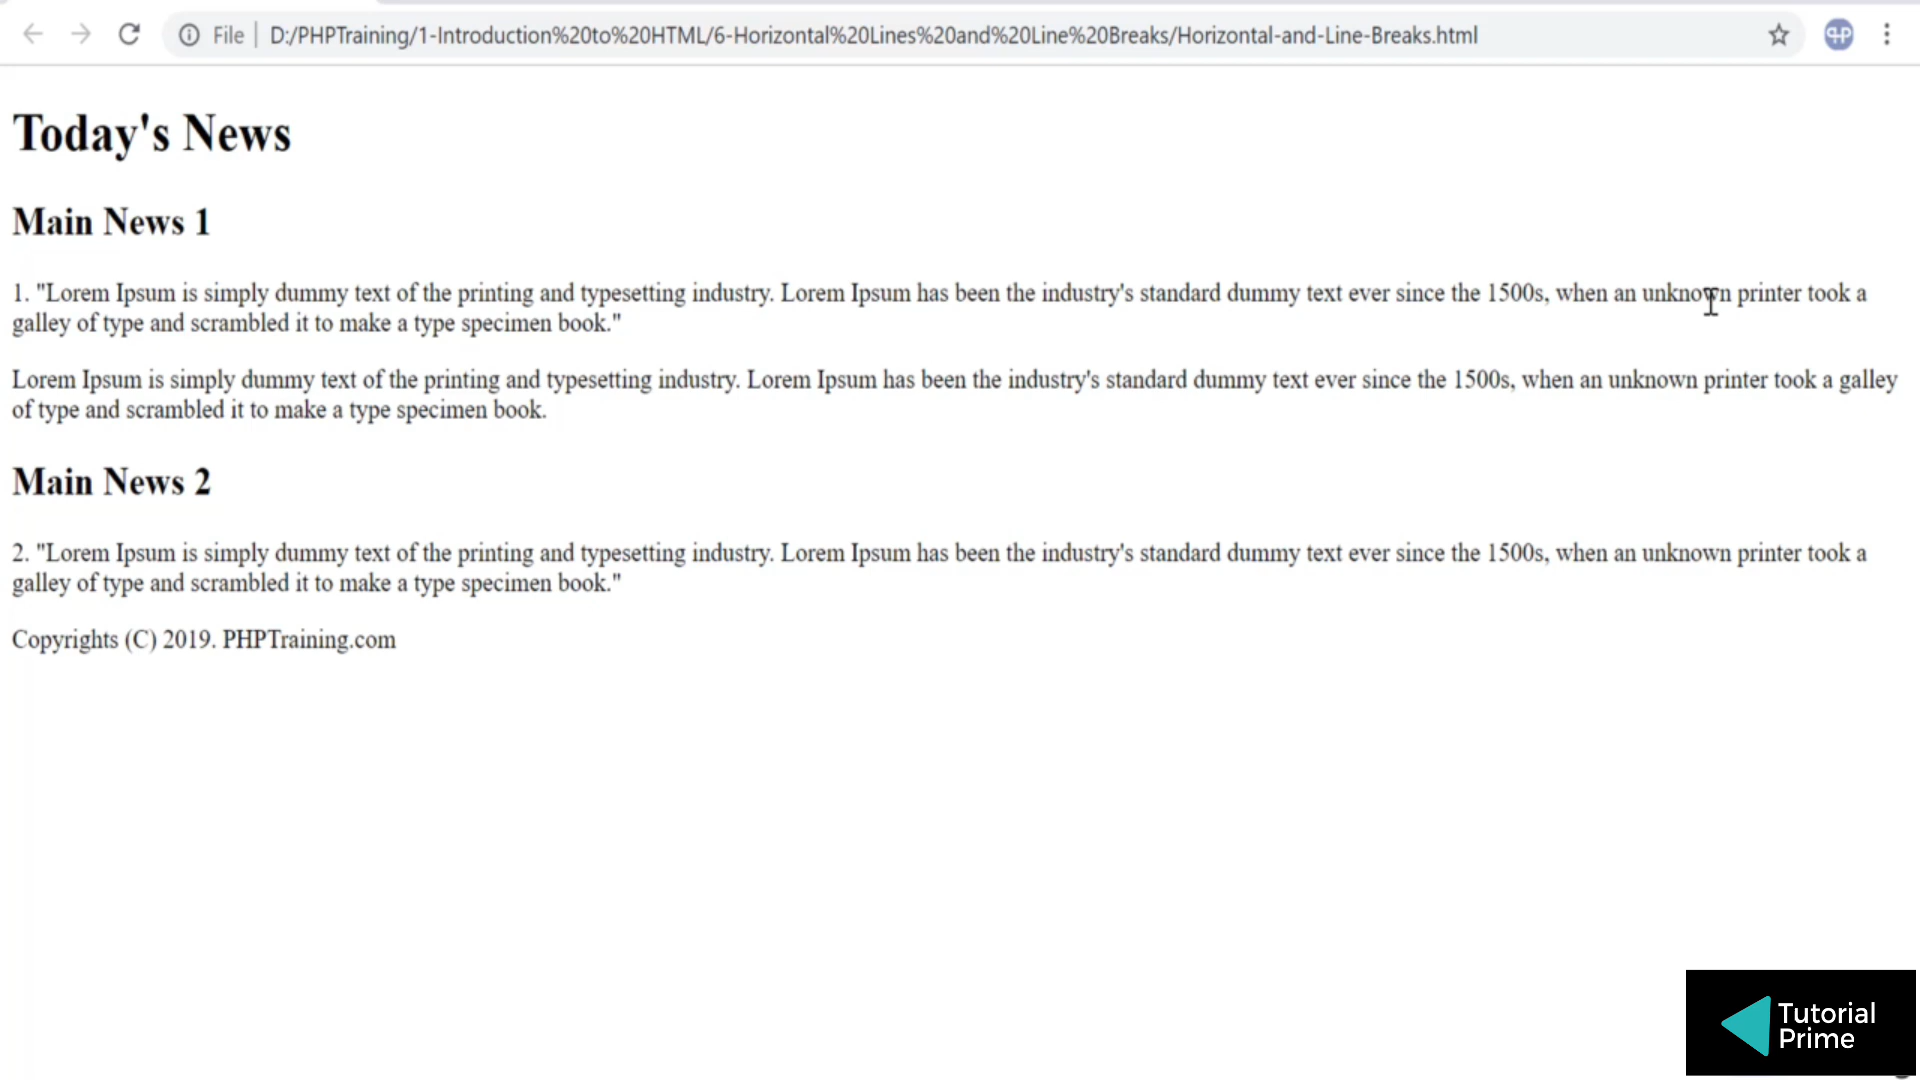 File D:/PHPTraining/1-Introduction%20to%20HTML/6-Horizontal%20Lines%20and%20Line%20Breaks/Horizontal-and-Line-Breaks.html
Today's News
Main News 1
1. "Lorem Ipsum is simply dummy text of the printing and typesetting industry. Lorem Ipsum has been the industry's standard dummy text ever since the 1500s, when an unknown printer took a
galley of type and scrambled it to make a type specimen book."
Lorem Ipsum is simply dummy text of the printing and typesetting industry. Lorem Ipsum has been the industry's standard dummy text ever since the 1500s, when an unknown printer took a galley
of type and scrambled it to make a type specimen book.
Main News 2
2. "Lorem Ipsum is simply dummy text of the printing and typesetting industry. Lorem Ipsum has been the industry's standard dummy text ever since the 1500s, when an unknown printer took a
galley of type and scrambled it to make a type specimen book."
Copyrights (C) 2019. PHPTraining.com
Tutorial
Prime